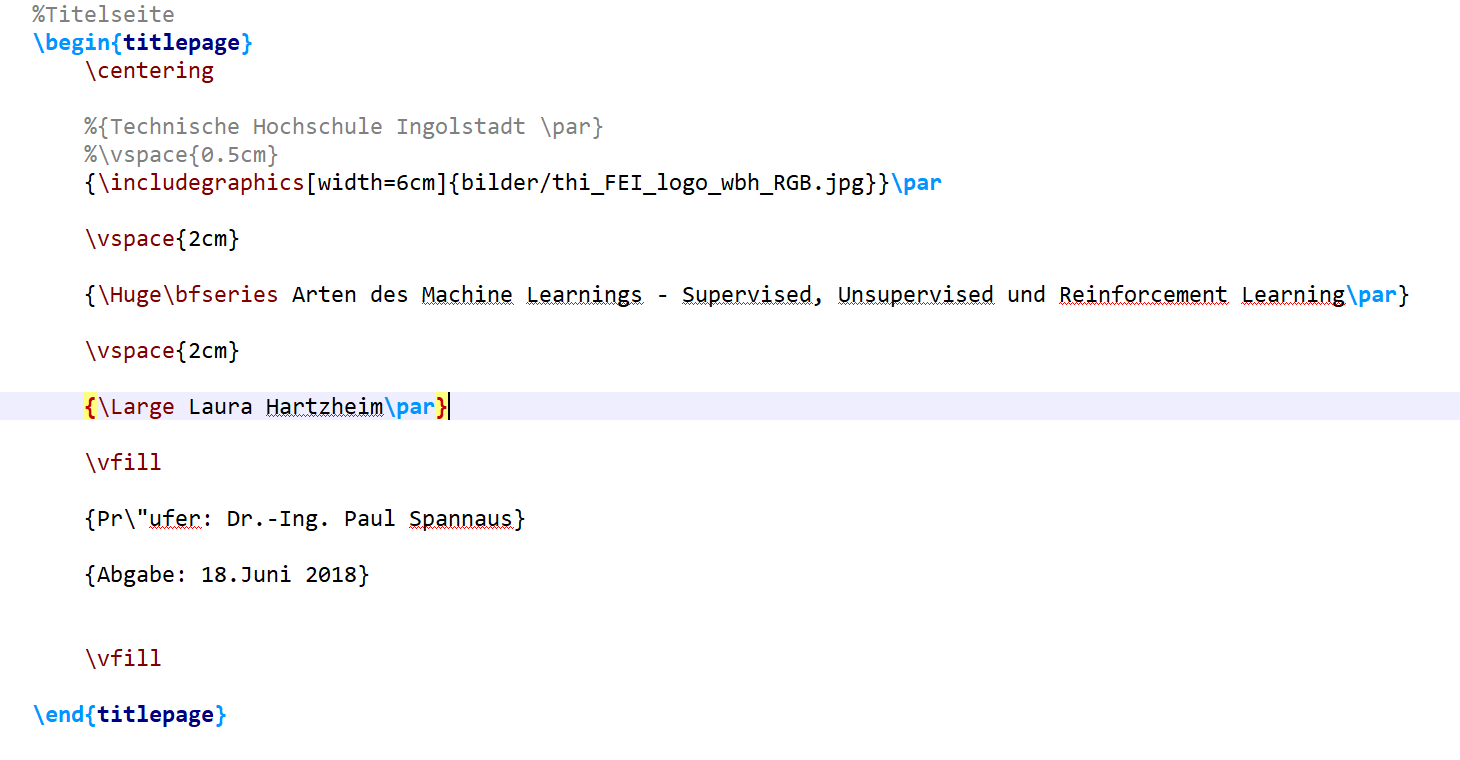 %Titelseite
\begin{titlepage}
\centering
%{Technische Hochschule Ingolstadt \par}
%\vspace{0.5cm}
{\includegraphics[width=6cm]{bilder/thi_FEI_logo_wbh_RGB.jpg}}\par
\vspace{2cm}
{\Huge\bfseries Arten des Machine Learnings - Supervised, Unsupervised und Reinforcement Learning\par}
\vspace{2cm}
{\Large Laura Hartzheim\par}
\vfill
{Pr\"ufer: Dr.-Ing. Paul Spannaus}
{Abgabe: 18.Juni 2018}
\vfill
\end{titlepage}